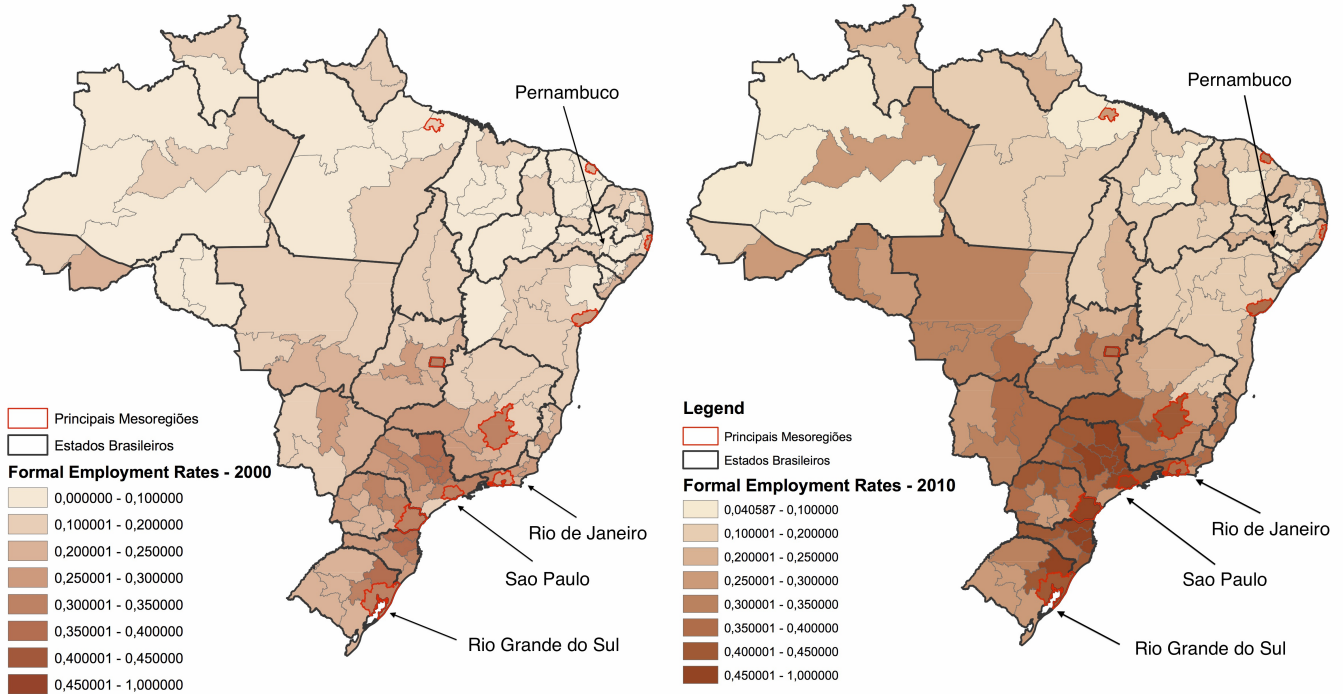 Pernambuco
Rio de Janeiro
Sao Paulo
Rio Grande do Sul
Principais Mesoregiões
Estados Brasileiros
Formal Employment Rates - 2000
0,000000 - 0,100000
0,100001 - 0,200000
0,200001 - 0,250000
0,250001 - 0,300000
0,300001 - 0,350000
0,350001 - 0,400000
0,400001 - 0,450000
0,450001 - 1,000000
Pernambuco
Rio de Janeiro
Sao Paulo
Rio Grande do Sul
Legend
Principais Mesoregiões
Estados Brasileiros
Formal Employment Rates - 2010
0,040587 - 0,100000
0,100001 - 0,200000
0,200001 - 0,250000
0,250001 - 0,300000
0,300001 - 0,350000
0,350001 - 0,400000
0,400001 - 0,450000
0,450001 - 1,000000